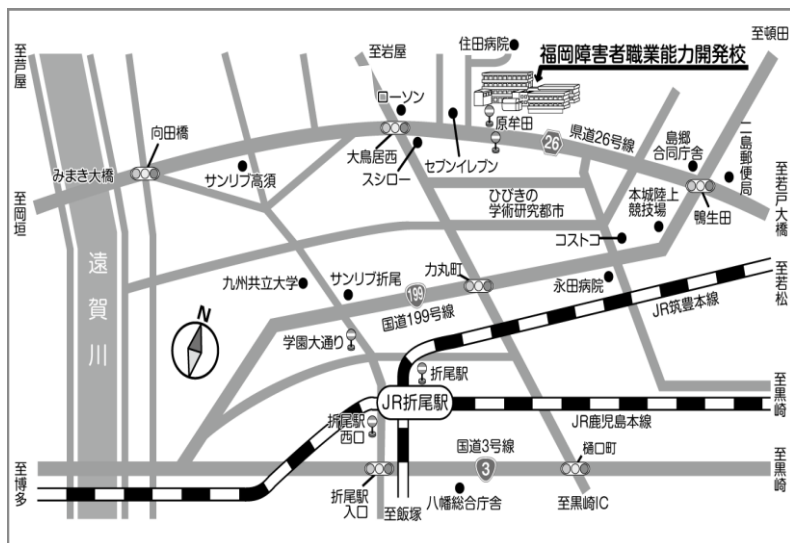 至芦屋
至岩屋
住田病院
至頓田
福岡障害者職業能力開発校
ローソン
向田橋
原牟田
26
県道26号線
島郷
合同庁舎
二島郵便局
大鳥居西
セブンイレブン
みまき大橋
サンリブ高須
スシロー
至岡垣
ひびきの
学術研究都市
本城陸上
競技場
鴨生田
至若戸大橋
コストコ
遠賀川
九州共立大学
サンリブ折尾
力丸町
永田病院
至若松
199
国道199号線
JR筑豊本線
N
学園大通り
折尾駅
JR折尾駅
至黒崎
折尾駅
西口
JR鹿児島本線
国道3号線
樋口町
至博多
3
至黒崎
折尾駅
入口
八幡総合庁舎
至飯塚
至黒崎IC